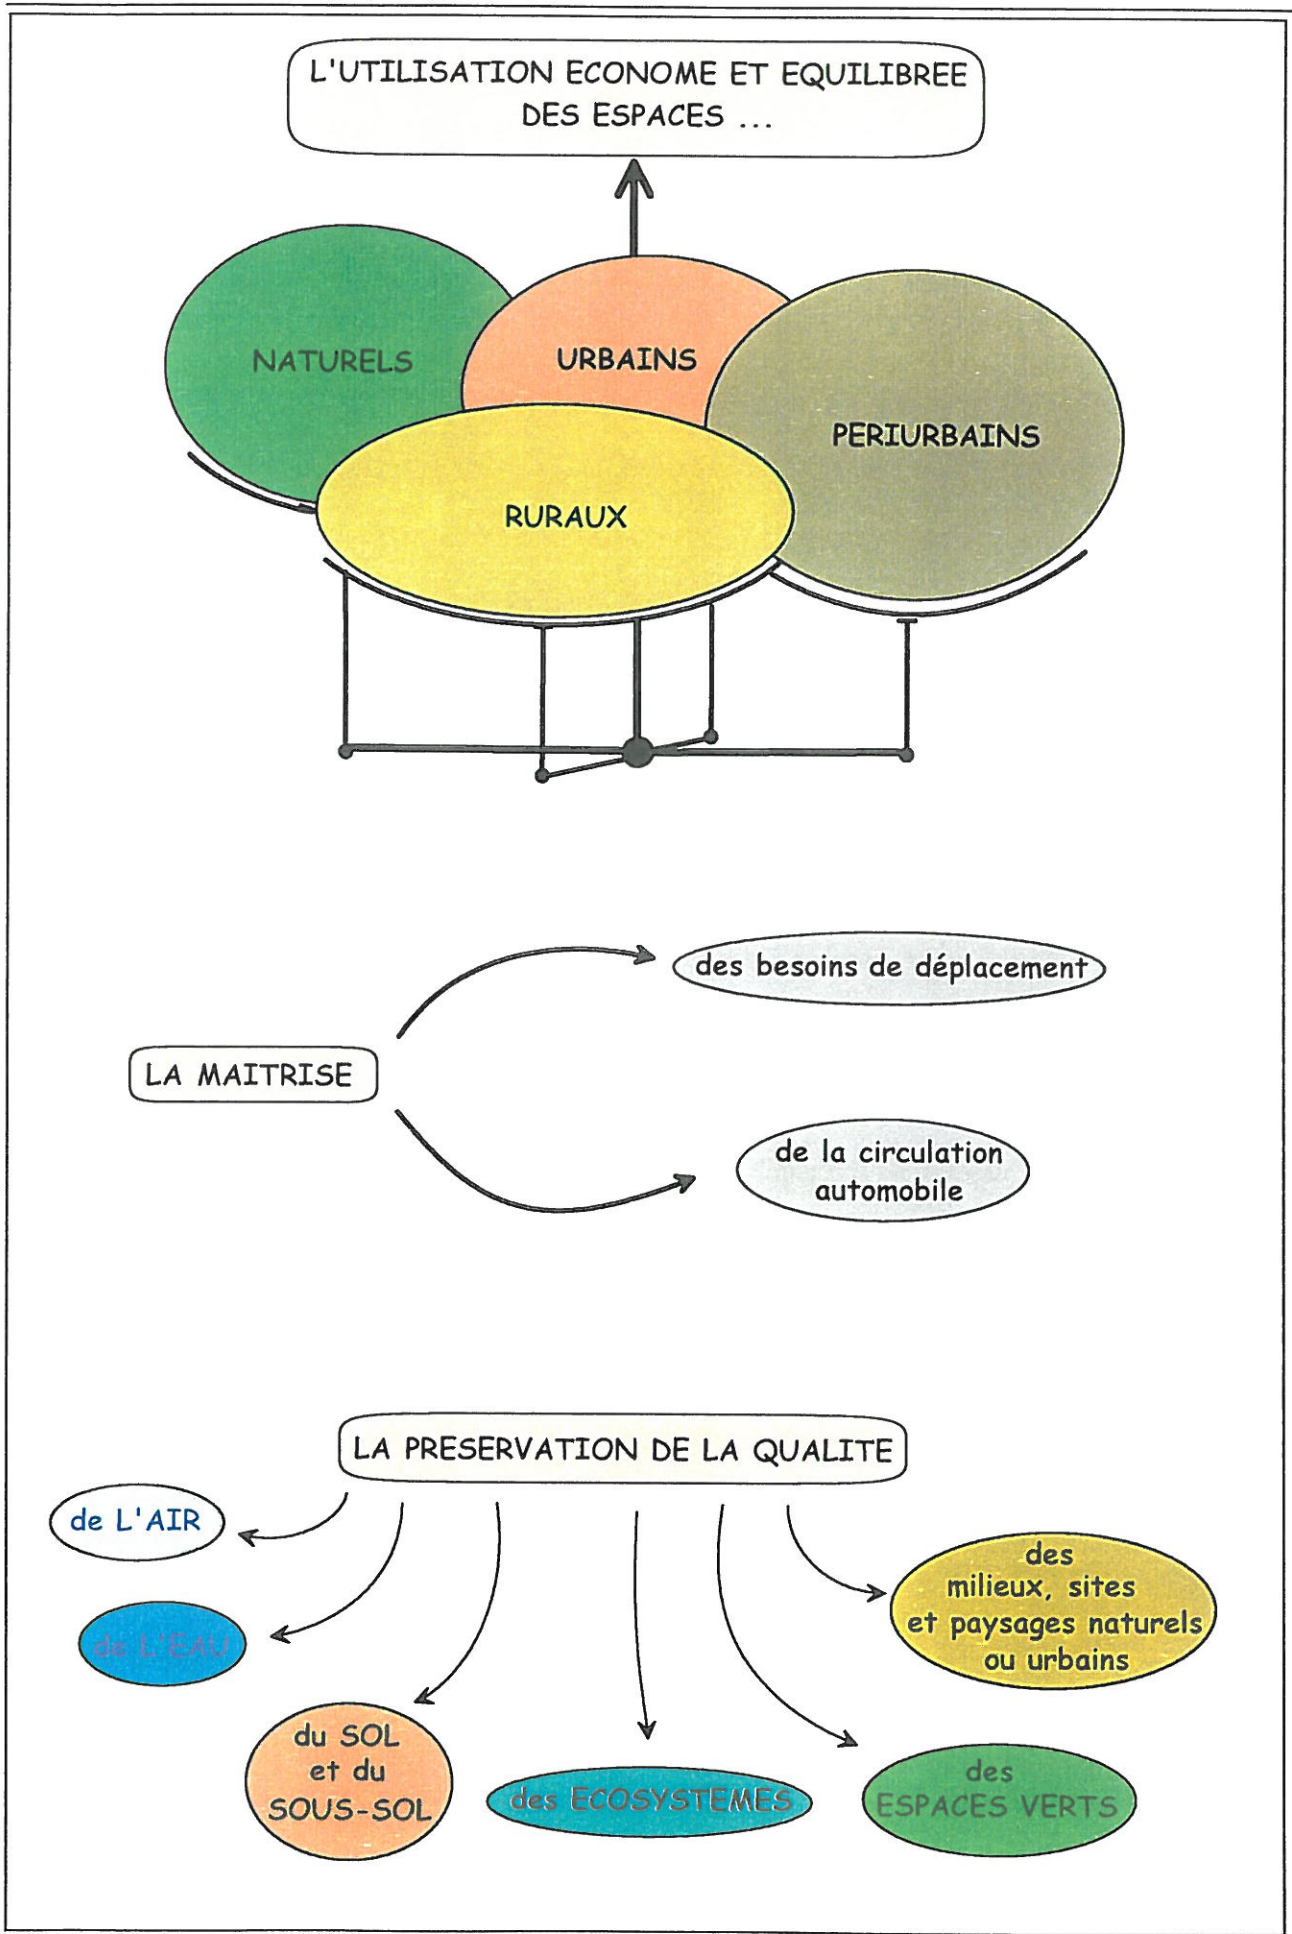 L'UTILISATION ECONOME ET EQUILIBREE
DES ESPACES ...
NATURELS
URBAINS
PERIURBAINS
RURAUX
des besoins de déplacement
LA MAITRISE
de la circulation
automobile
LA PRESERVATION DE LA QUALITE
de L'AIR
de L'EAU
du SOL
et du
SOUS-SOL
des ECOSYSTEMES
des
ESPACES VERTS
des
milieux, sites
et paysages naturels
ou urbains